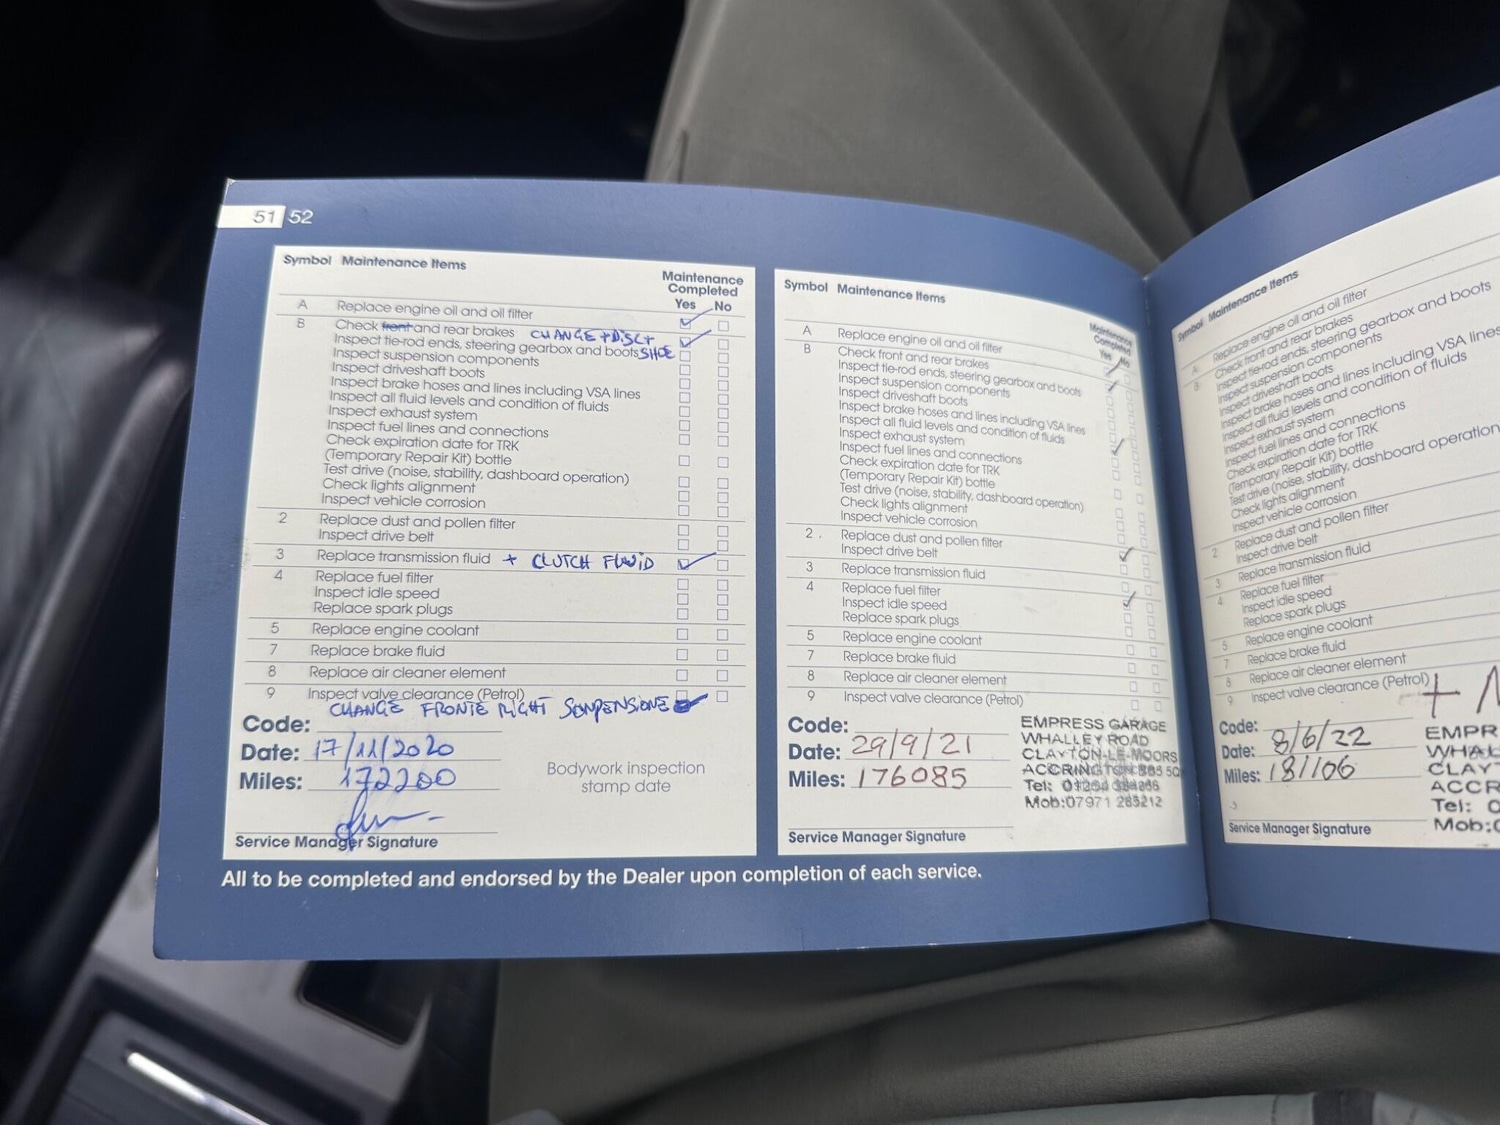 51 52
Symbol Maintenance Items
Maintenance
Completed
Yes No
A Replace engine oil and oil filter
B Check front and rear brakes CHANGE + DISC +
Inspect tie-rod ends, steering gearbox and boots SHOE
Inspect suspension components
Inspect driveshaft boots
Inspect brake hoses and lines including VSA lines
Inspect all fluid levels and condition of fluids
Inspect exhaust system
Inspect fuel lines and connections
Check expiration date for TRK
(Temporary Repair Kit) bottle
Test drive (noise, stability, dashboard operation)
Check lights alignment
Inspect vehicle corrosion
2 Replace dust and pollen filter
Inspect drive belt
3 Replace transmission fluid + CLUTCH FLUID
4 Replace fuel filter
Inspect idle speed
Replace spark plugs
5 Replace engine coolant
7 Replace brake fluid
8 Replace air cleaner element
9 Inspect valve clearance (Petrol)
CHANGE FRONTE RIGHT SONPENSIONE
Code:
Date: 17/11/2020
Miles: 172200
Bodywork inspection
stamp date
Service Manager Signature
Symbol Maintenance Items
Maintenance
Completed
Yes No
A Replace engine oil and oil filter
B Check front and rear brakes
Inspect tie-rod ends, steering gearbox and boots
Inspect suspension components
Inspect driveshaft boots
Inspect brake hoses and lines including VSA lines
Inspect all fluid levels and condition of fluids
Inspect exhaust system
Inspect fuel lines and connections
Check expiration date for TRK
(Temporary Repair Kit) bottle
Test drive (noise, stability, dashboard operation)
Check lights alignment
Inspect vehicle corrosion
2 Replace dust and pollen filter
Inspect drive belt
3 Replace transmission fluid
4 Replace fuel filter
Inspect idle speed
Replace spark plugs
5 Replace engine coolant
7 Replace brake fluid
8 Replace air cleaner element
9 Inspect valve clearance (Petrol)
Code:
Date: 29/9/21
Miles: 176085
EMPRESS GARAGE
WHALLEY ROAD
CLAYTON-LE-MOORS
ACCRINGTON BB5
Tel: 01254
Mob:07971 283212
Service Manager Signature
All to be completed and endorsed by the Dealer upon completion of each service.
Symbol Maintenance Items
A Replace engine oil and oil filter
B Check front and rear brakes
Inspect tie-rod ends, steering gearbox and boots
Inspect suspension components
Inspect driveshaft boots
Inspect brake hoses and lines including VSA lines
Inspect all fluid levels and condition of fluids
Inspect exhaust system
Inspect fuel lines and connections
Check expiration date for TRK
(Temporary Repair Kit) bottle
Test drive (noise, stability, dashboard operation
Check lights alignment
Inspect vehicle corrosion
2 Replace dust and pollen filter
Inspect drive belt
3 Replace transmission fluid
4 Replace fuel filter
Inspect idle speed
Replace spark plugs
5 Replace engine coolant
7 Replace brake fluid
8 Replace air cleaner element
9 Inspect valve clearance (Petrol)
+
Code:
Date: 8/6/22
Miles: 181106
EMPR
WHAL
CLAY
ACCR
Tel: 0
Mob:0
Service Manager Signature